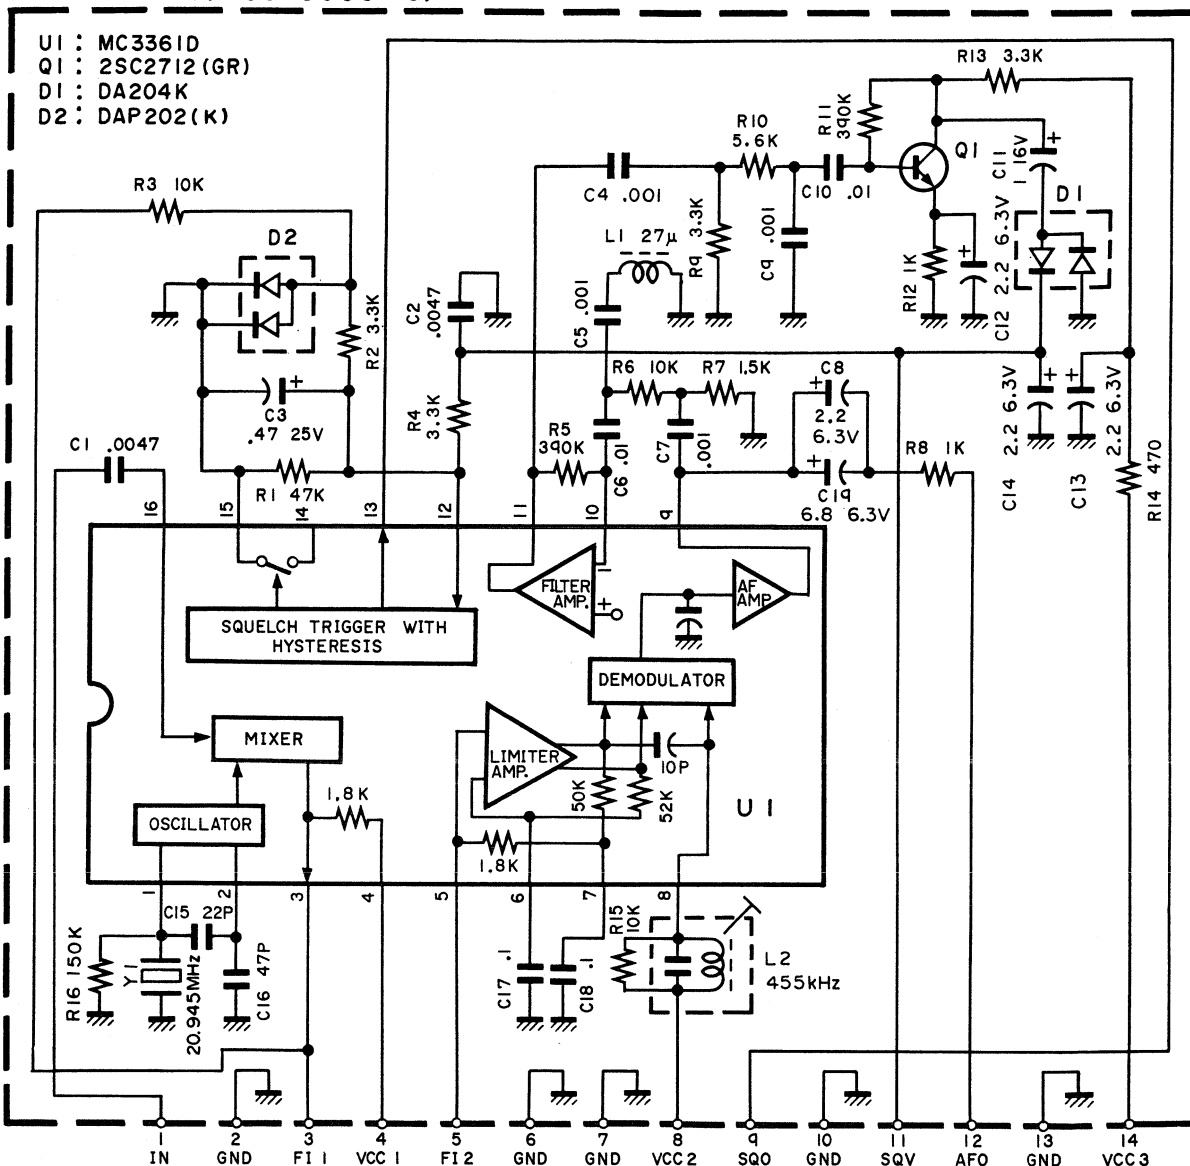 U1 : MC3361D
Q1 : 2SC2712(GR)
D1 : DA204K
D2 : DAP202(K)
R13 3.3K
R11 390K
R10 5.6K
Q1
C11 1 16V
D1
R3 10K
C4 .001
C10 .01
D2
L1 27μ
R9 3.3K
C9 .001
R12 1K
C12 2.2 6.3V
C2 .0047
C5 .001
R2 3.3K
R6 10K
R7 1.5K
C8
2.2
6.3V
C3
.47 25V
R4 3.3K
R5
390K
C6 .01
C7 .001
C1 .0047
R1 47K
C19
6.8 6.3V
R8 1K
C14 2.2 6.3V
C13 2.2 6.3V
R14 470
16
15
14
13
12
11
10
9
FILTER
AMP.
AF
AMP
SQUELCH TRIGGER WITH
HYSTERESIS
DEMODULATOR
MIXER
LIMITER
AMP.
10P
50K
52K
U1
1.8K
OSCILLATOR
1.8K
1
2
3
4
5
6
7
8
C15 22P
R16 150K
Y1
20.945MHz
C16 47P
R15
10K
C17 .1
C18 .1
L2
455kHz
1
IN
2
GND
3
FI 1
4
VCC 1
5
FI 2
6
GND
7
GND
8
VCC2
9
SQO
10
GND
11
SQV
12
AFO
13
GND
14
VCC3